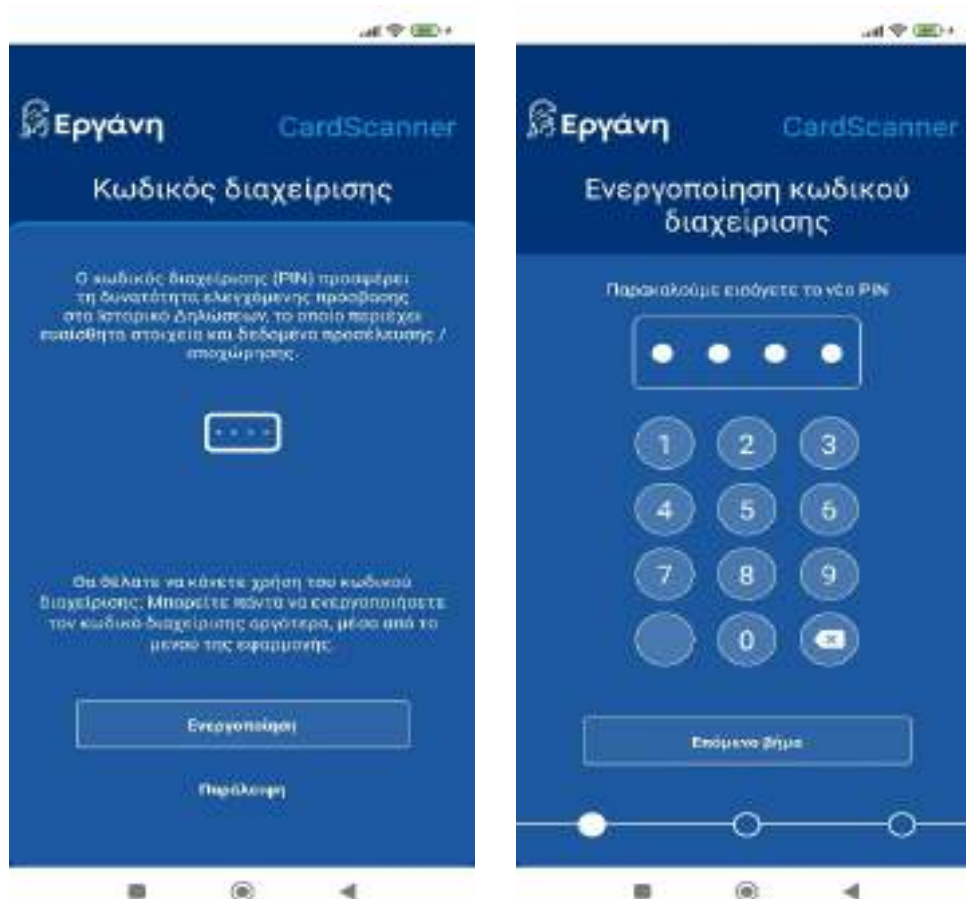 Εργάνη CardScanner
Κωδικός διαχείρισης
Ο κωδικός διαχείρισης (PIN) προσφέρει
τη δυνατότητα ελεγχόμενης πρόσβασης
στο Ιστορικό Δηλώσεων, το οποίο περιέχει
ευαίσθητα στοιχεία και δεδομένα προσέλευσης /
αποχώρησης.
Θα θέλατε να κάνετε χρήση του κωδικού
διαχείρισης; Μπορείτε πάντα να ενεργοποιήσετε
τον κωδικό διαχείρισης αργότερα, μέσα από το
μενού της εφαρμογής.
Ενεργοποίηση
Παράλειψη
Εργάνη CardScanner
Ενεργοποίηση κωδικού
διαχείρισης
Παρακαλούμε εισάγετε το νέο PIN
1 2 3
4 5 6
7 8 9
0
Επόμενο βήμα